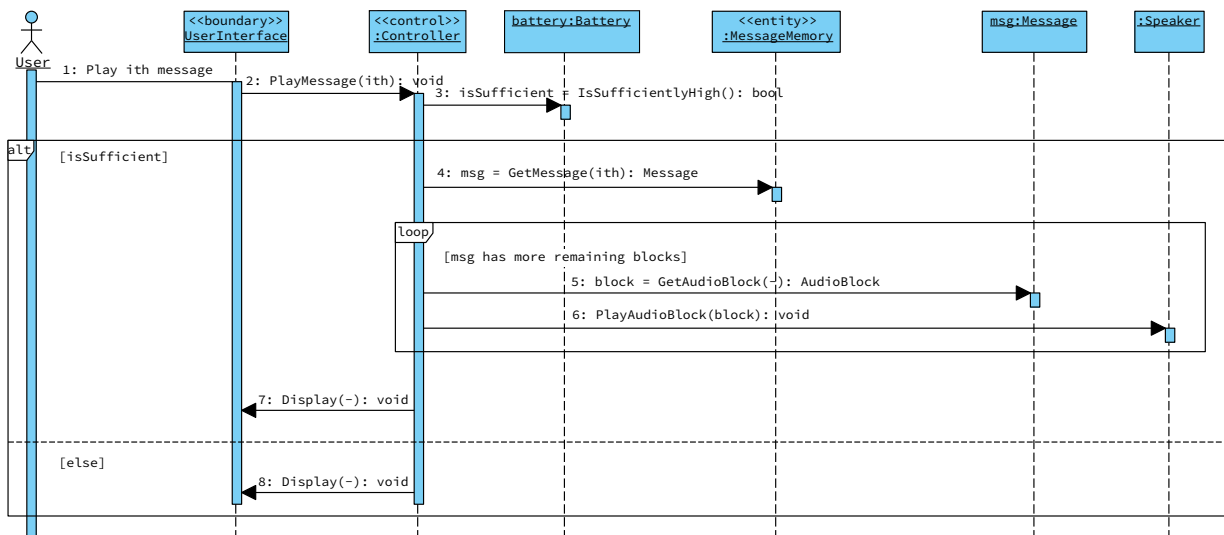 <<boundary>>
UserInterface
<<control>>
:Controller
battery:Battery
<<entity>>
:MessageMemory
msg:Message
:Speaker
User
1: Play ith message
2: PlayMessage(ith): void
3: isSufficient = IsSufficientlyHigh(): bool
alt
[isSufficient]
4: msg = GetMessage(ith): Message
loop
[msg has more remaining blocks]
5: block = GetAudioBlock(-): AudioBlock
6: PlayAudioBlock(block): void
7: Display(-): void
[else]
8: Display(-): void